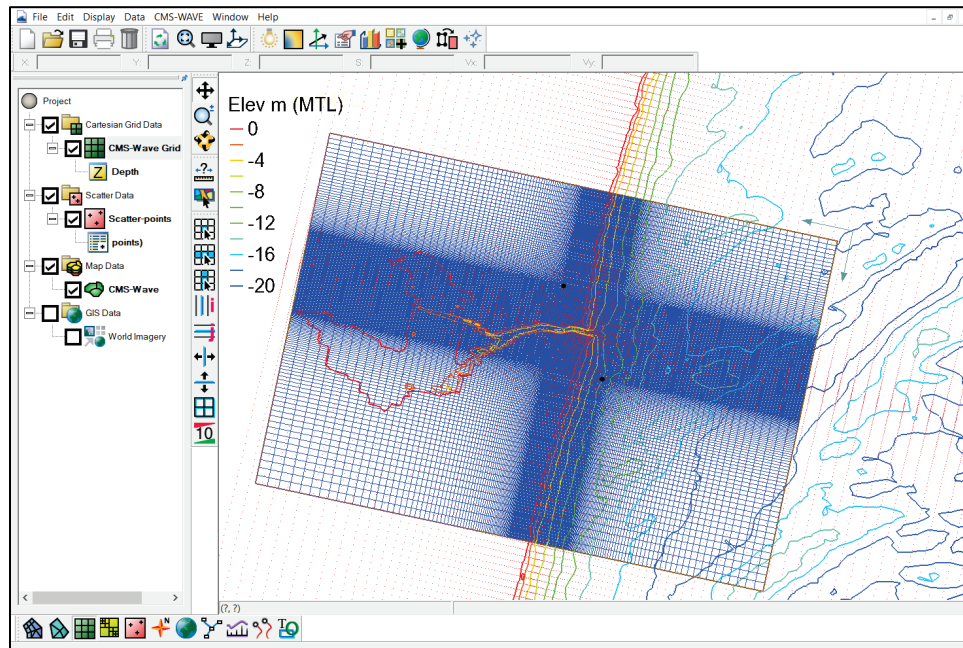 File Edit Display Data CMS-WAVE Window Help
X: Y: Z: S: Vx: Vy:
Project
Cartesian Grid Data
CMS-Wave Grid
Z Depth
Scatter Data
Scatter-points
points)
Map Data
CMS-Wave
GIS Data
World Imagery
?
10
Elev m (MTL)
0
-4
-8
-12
-16
-20
(?, ?)
N
TQ